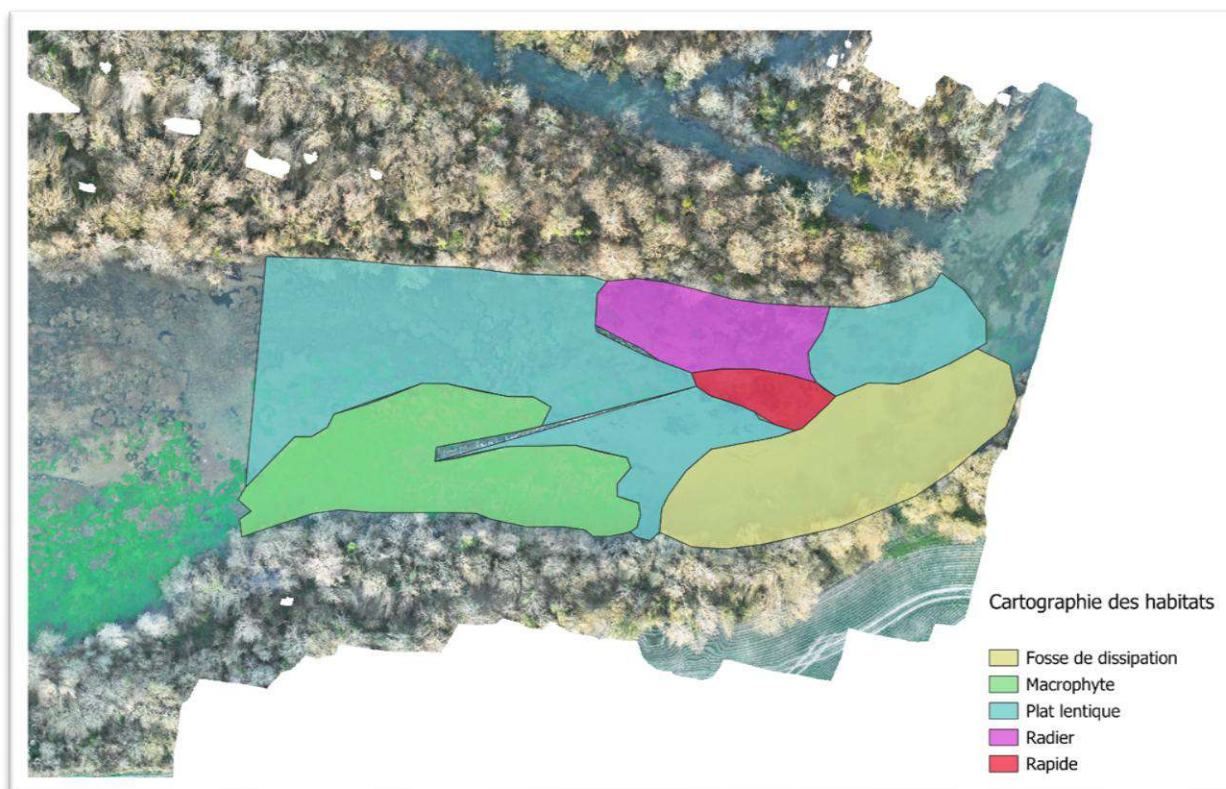 Cartographie des habitats
Fosse de dissipation
Macrophyte
Plat lentique
Radier
Rapide